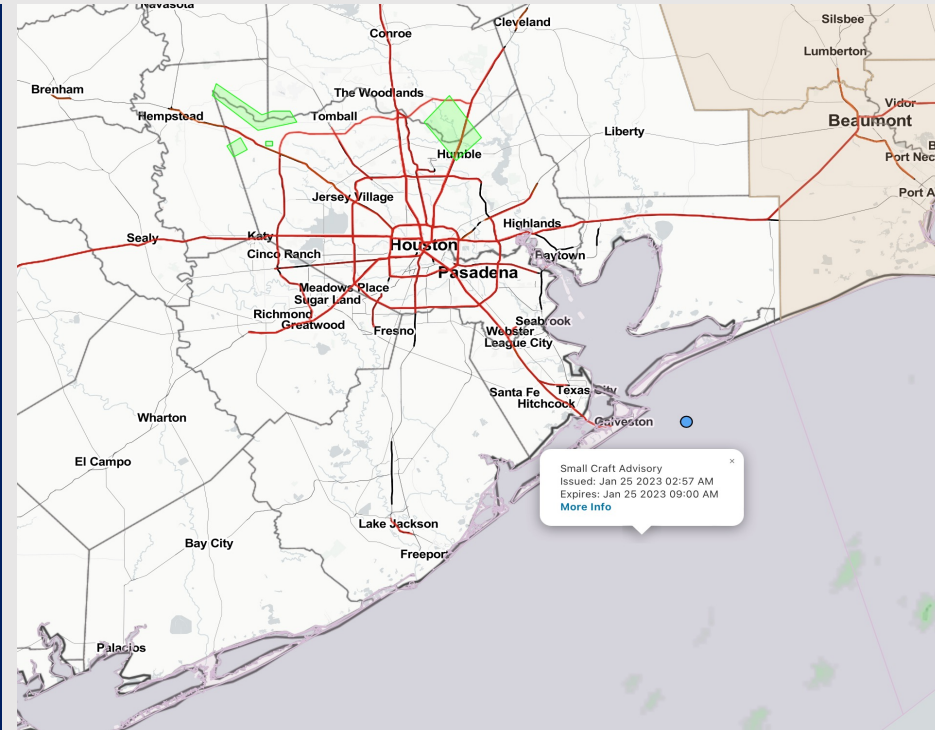 Navasota
Cleveland
Silsbee
Conroe
Lumberton
Brenham
The Woodlands
Vidor
Hempstead
Tomball
Beaumont
Liberty
Humble
Port Nec
Port A
Jersey Village
Highlands
Sealy
Katy
Houston
Cinco Ranch
Baytown
Pasadena
Meadows Place
Sugar Land
Richmond
Greatwood
Fresno
Seabrook
Webster
League City
Santa Fe
Texas City
Hitchcock
Galveston
Wharton
El Campo
×
Small Craft Advisory
Issued: Jan 25 2023 02:57 AM
Expires: Jan 25 2023 09:00 AM
More Info
Lake Jackson
Bay City
Freepor
Palacios